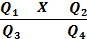 Q₁ X Q₂
Q₃ Q₄